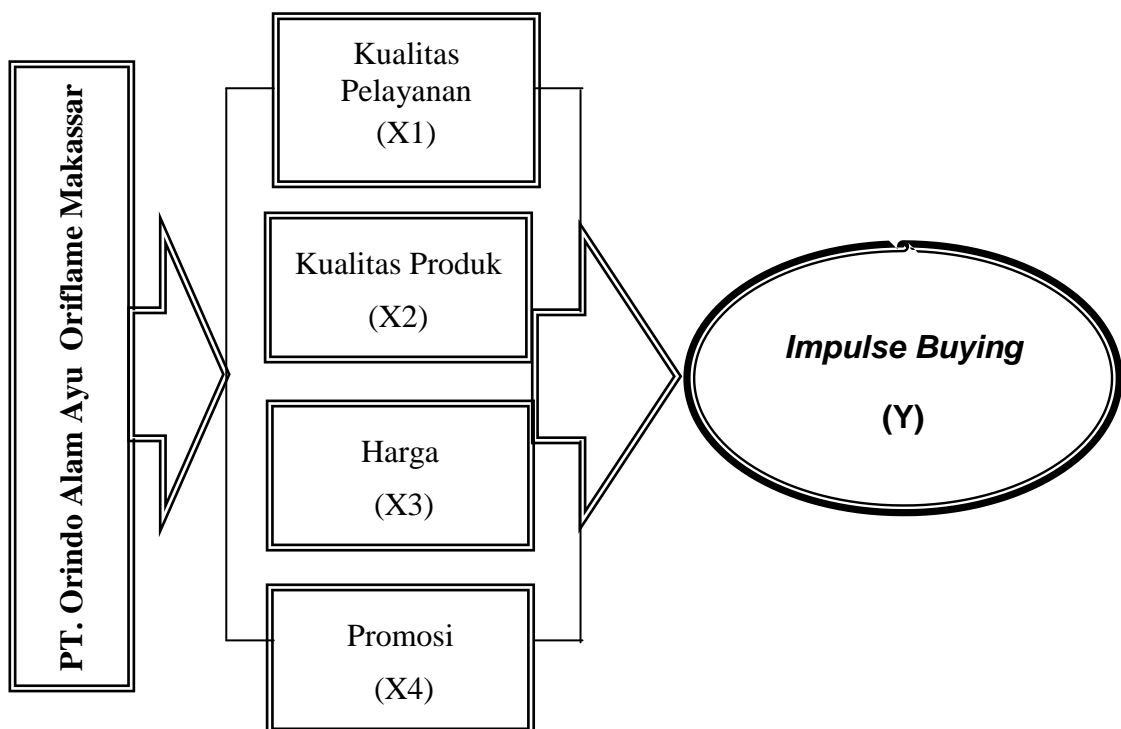 PT. Orindo Alam Ayu Oriflame Makassar
Kualitas
Pelayanan
(X1)
Kualitas Produk
(X2)
Harga
(X3)
Promosi
(X4)
Impulse Buying
(Y)